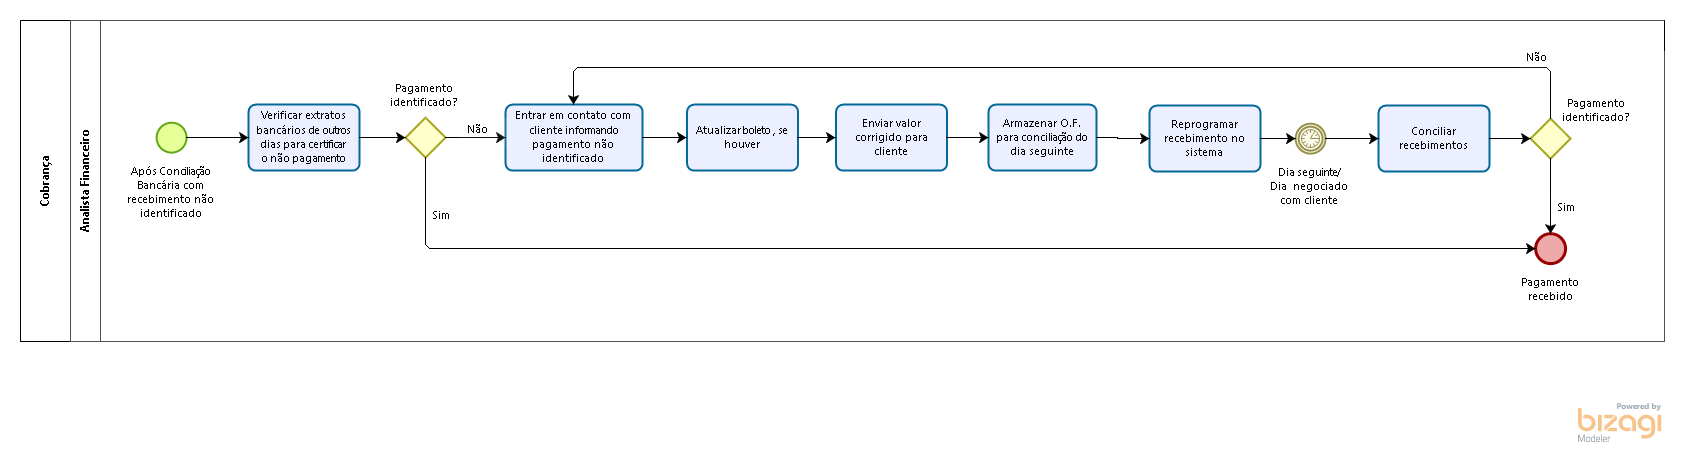 Cobrança
Analista Financeiro
Após Conciliação
Bancária com
recebimento não
identificado
Verificar extratos
bancários de outros
dias para certificar
o não pagamento
Pagamento
identificado?
Não
Sim
Entrar em contato com
cliente informando
pagamento não
identificado
Atualizar boleto, se
houver
Enviar valor
corrigido para
cliente
Armazenar O.F.
para conciliação do
dia seguinte
Reprogramar
recebimento no
sistema
Dia seguinte/
Dia negociado
com cliente
Conciliar
recebimentos
Não
Pagamento
identificado?
Sim
Pagamento
recebido
Powered by
bizagi
Modeler